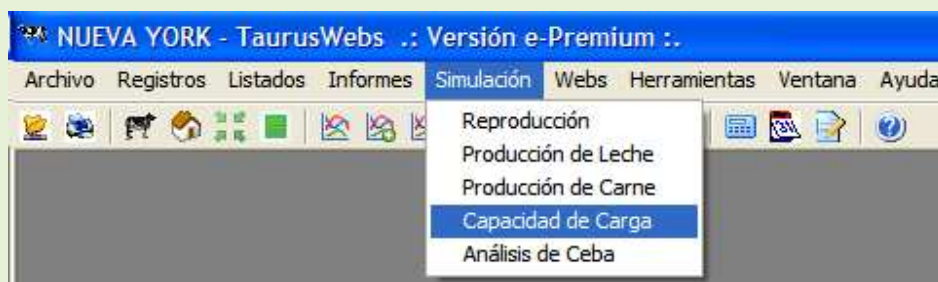 NUEVA YORK - TaurusWebs .: Versión e-Premium :.
Archivo Registros Listados Informes Simulación Webs Herramientas Ventana Ayuda
Reproducción
Producción de Leche
Producción de Carne
Capacidad de Carga
Análisis de Ceba